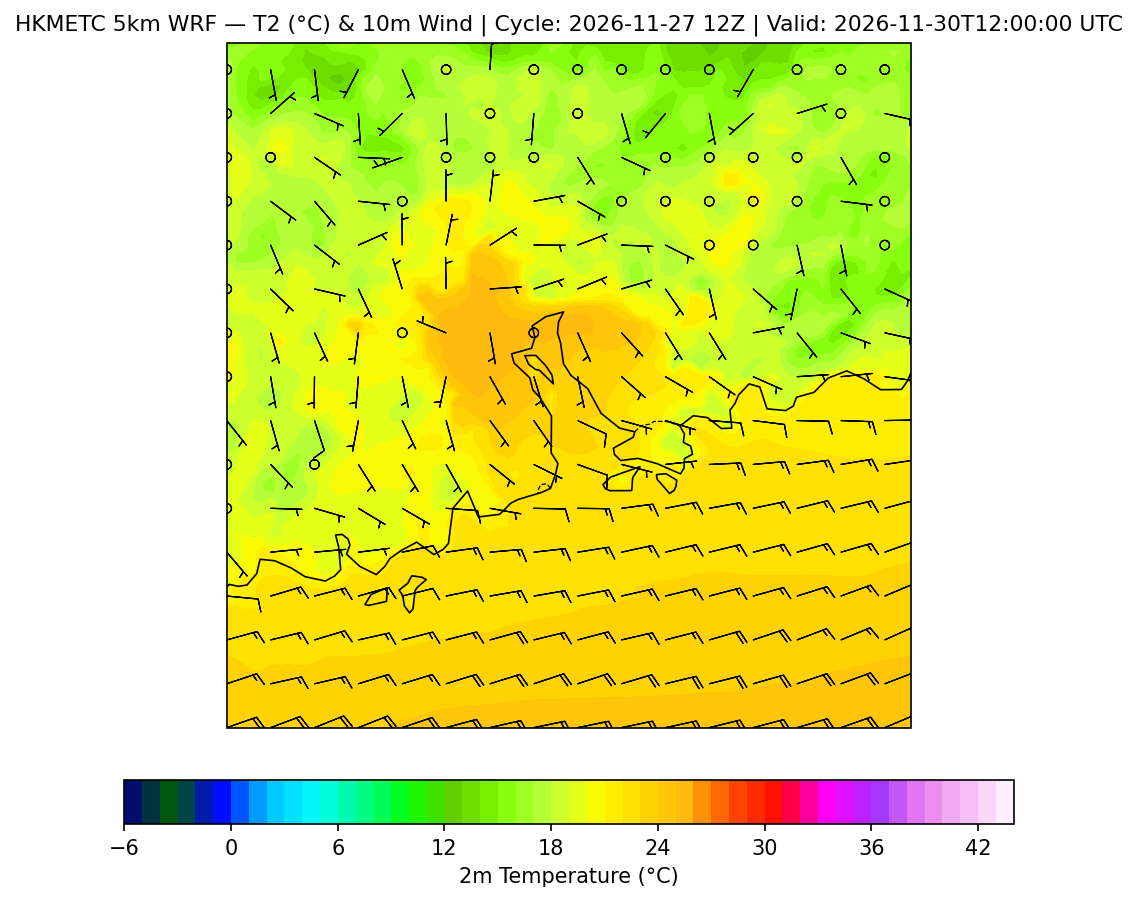 HKMETC 5km WRF — T2 (°C) & 10m Wind | Cycle: 2026-11-27 12Z | Valid: 2026-11-30T12:00:00 UTC
−6 0 6 12 18 24 30 36 42
2m Temperature (°C)